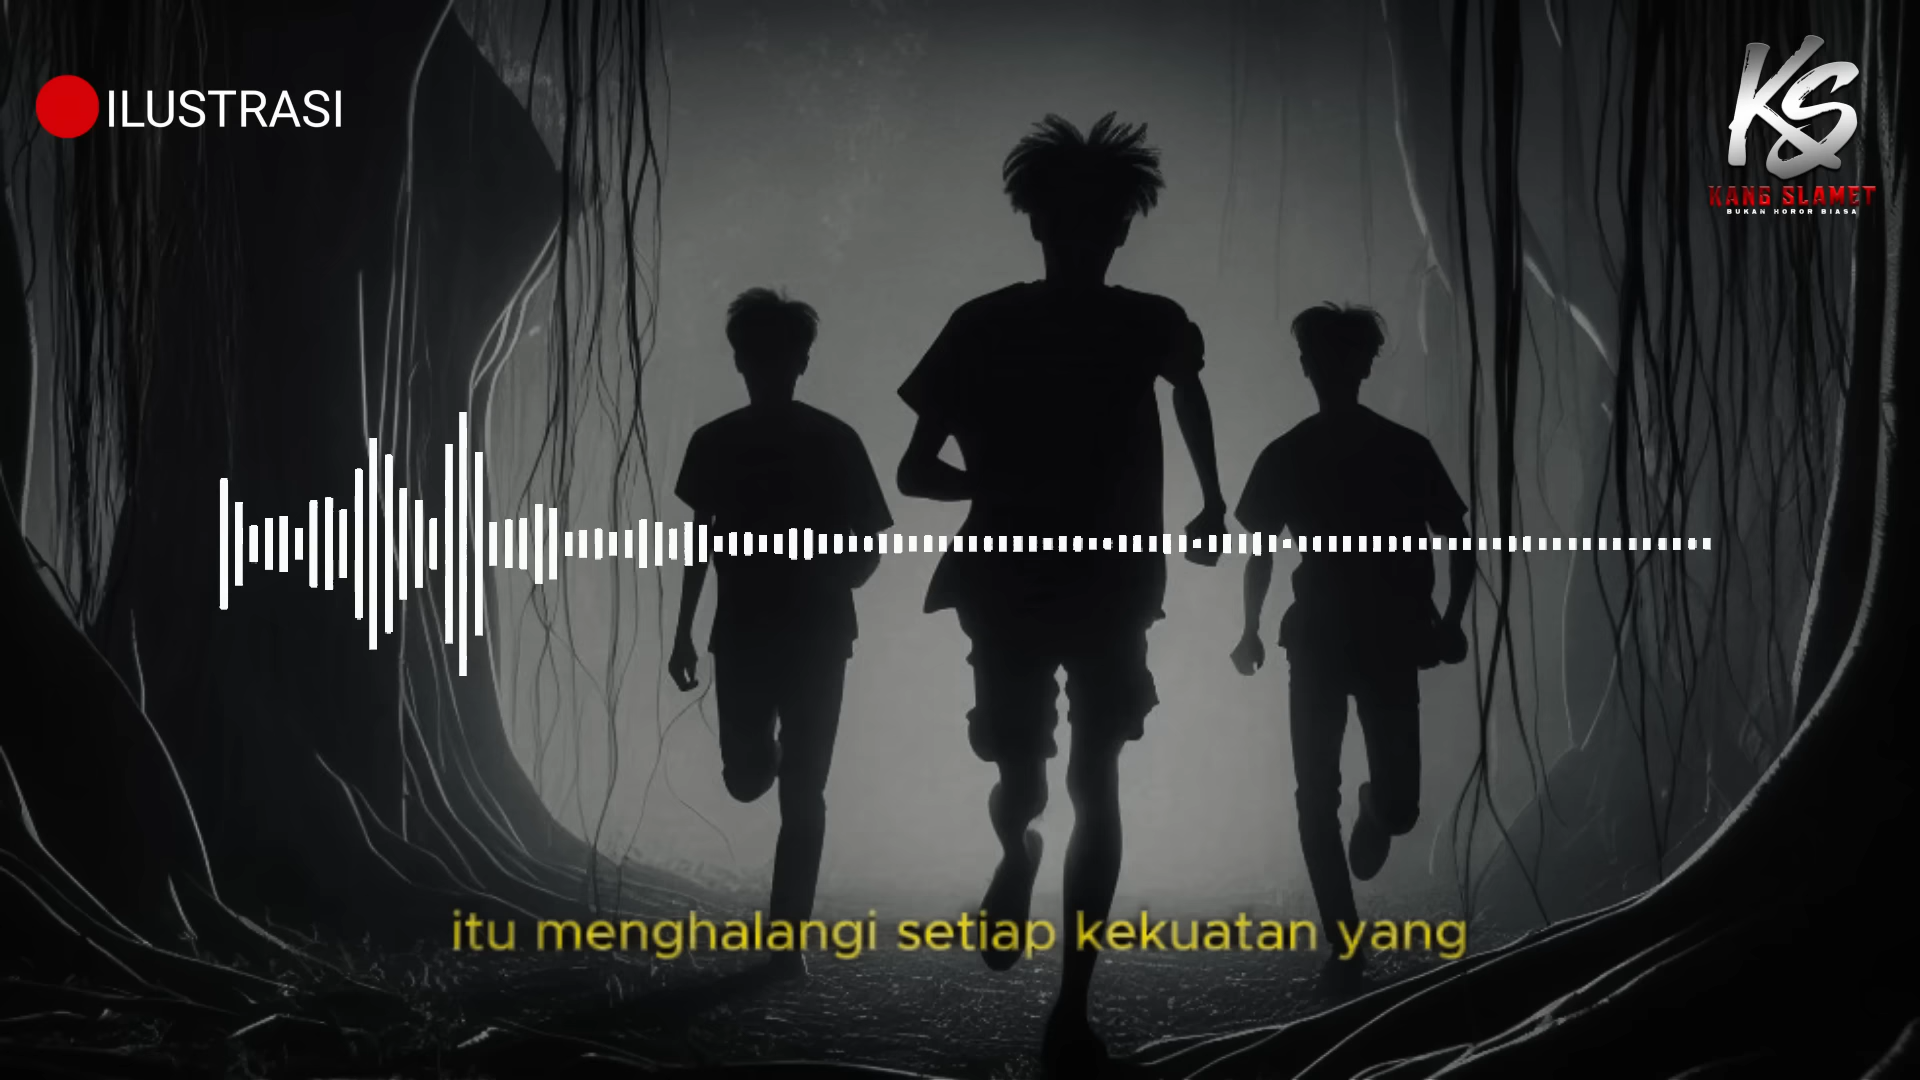 ILUSTRASI
KS
KANG SLAMET
BUKAN HOROR BIASA
itu menghalangi setiap kekuatan yang